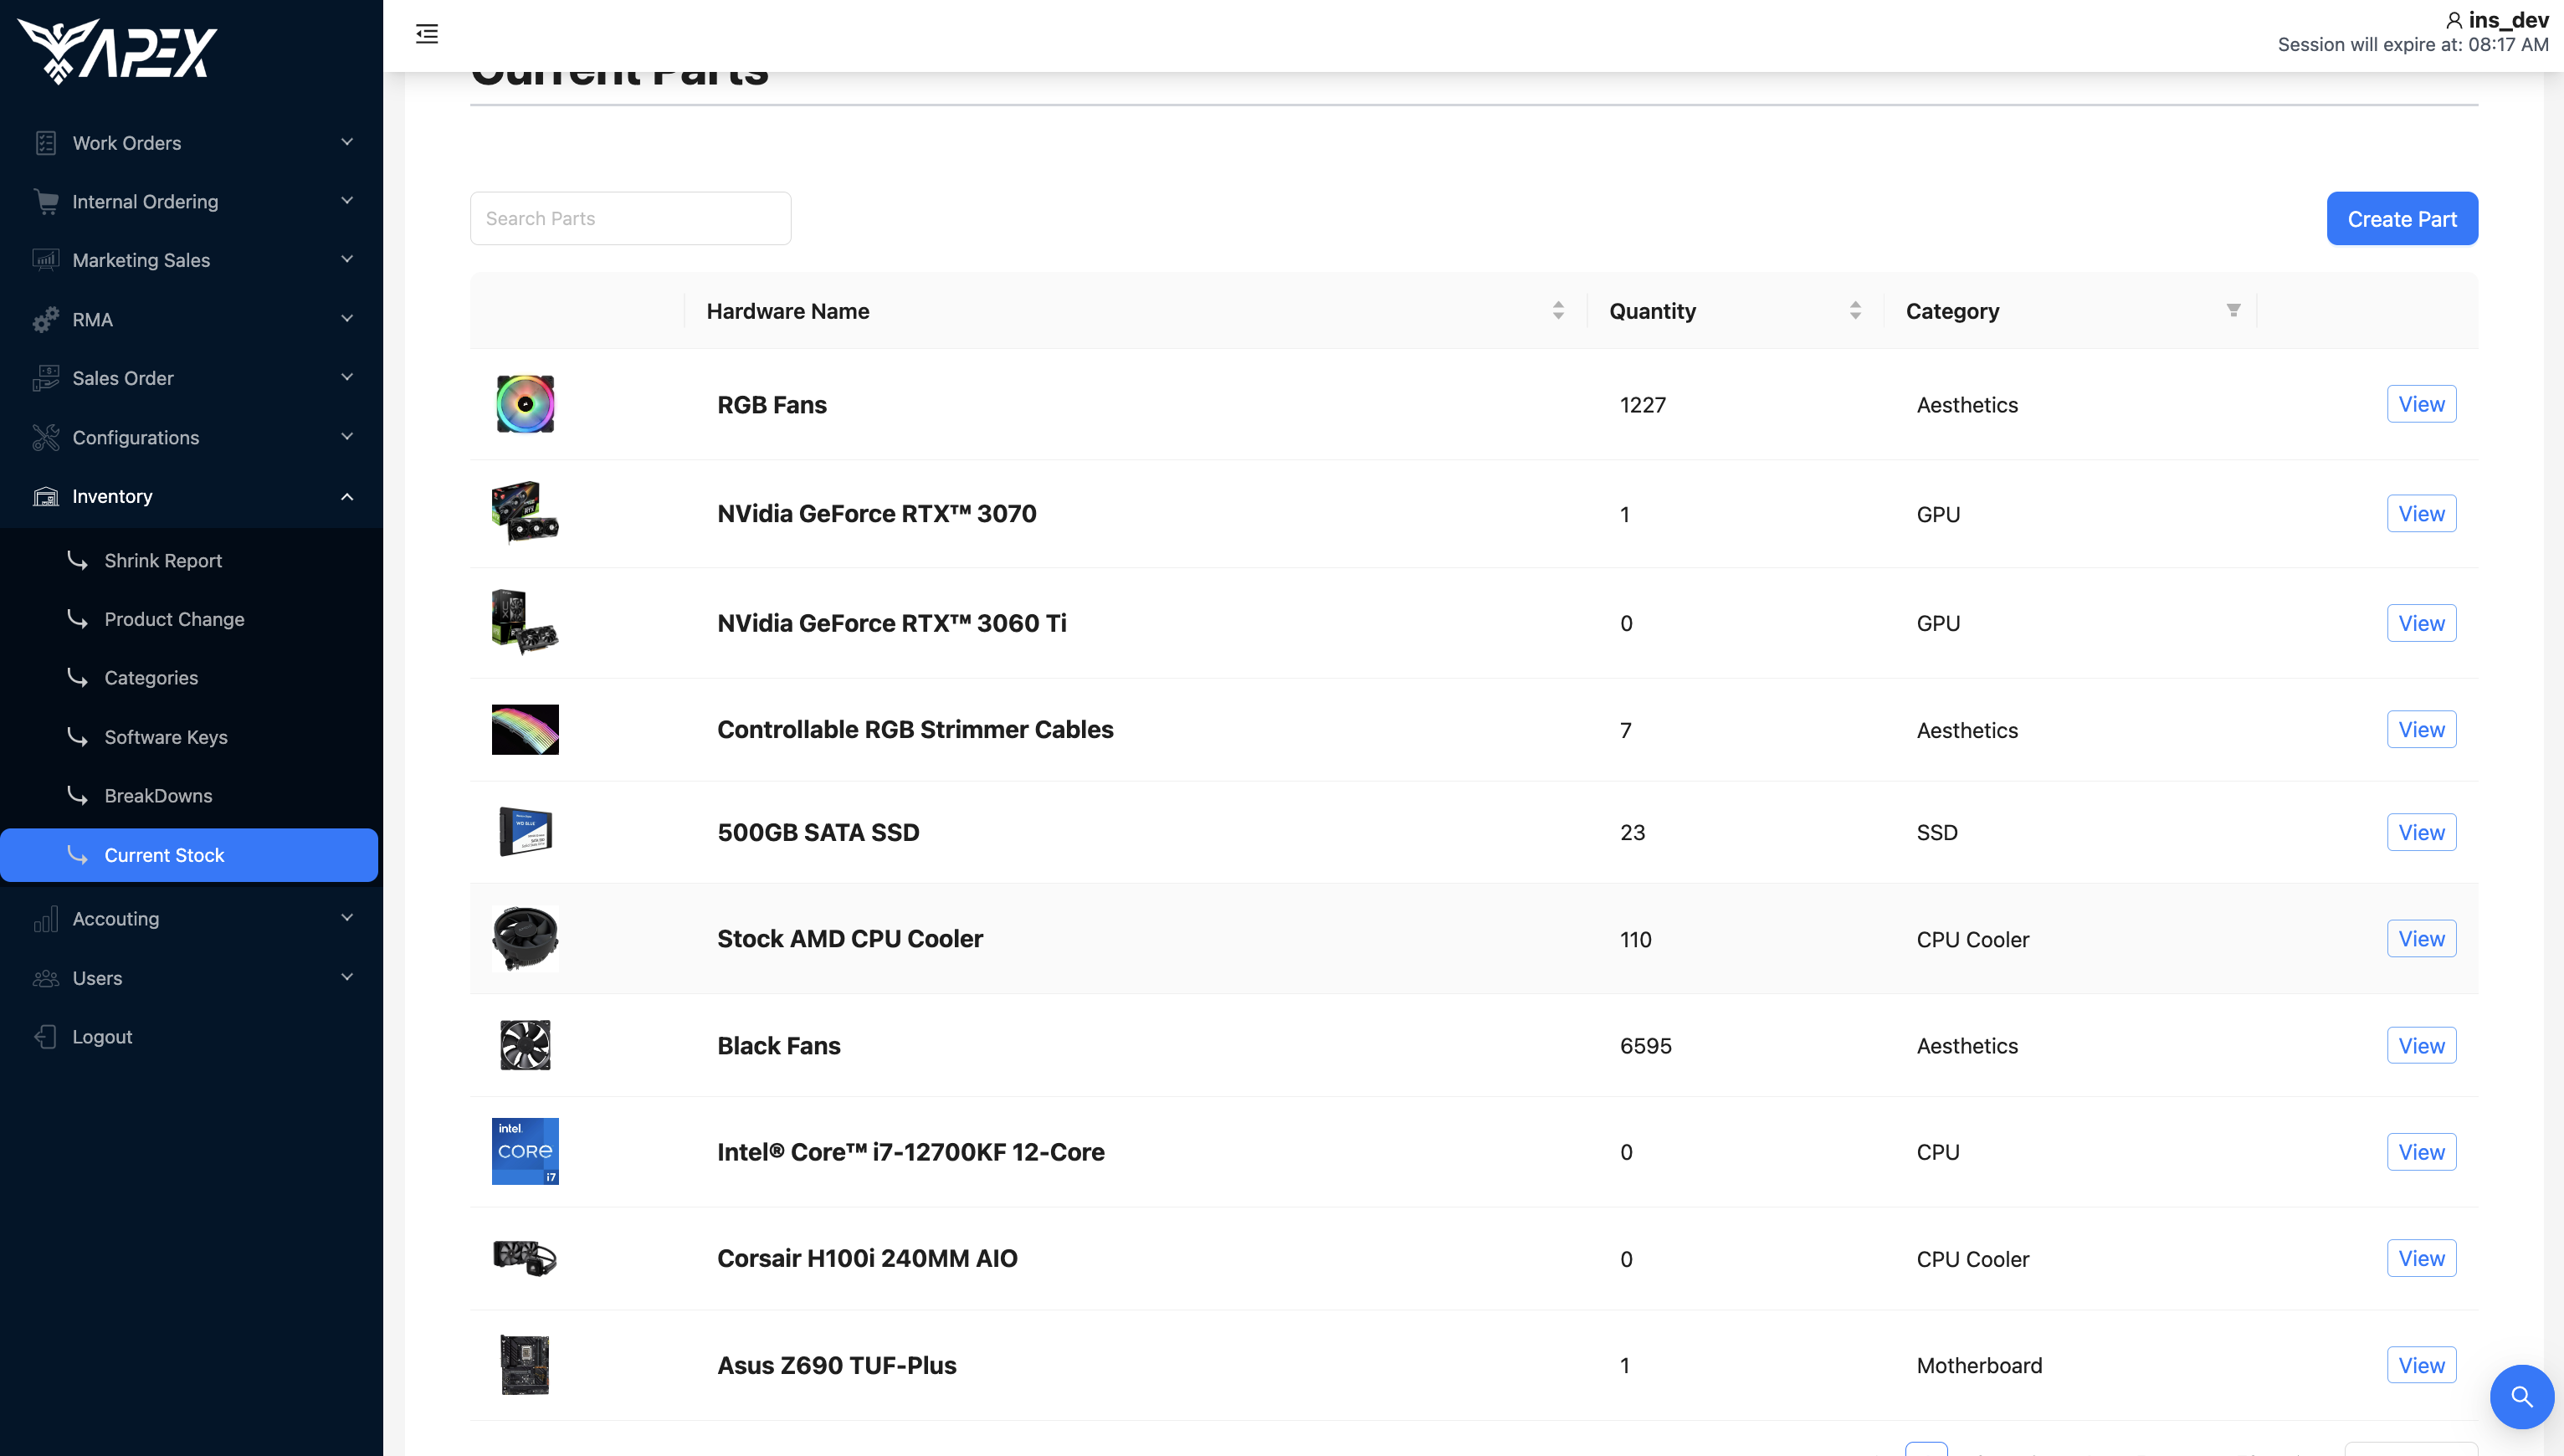 APEX
ins_dev
Session will expire at: 08:17 AM
Current Parts
Work Orders
Internal Ordering
Marketing Sales
RMA
Sales Order
Configurations
Inventory
Shrink Report
Product Change
Categories
Software Keys
BreakDowns
Current Stock
Accouting
Users
Logout
Search Parts
Create Part
Hardware Name Quantity Category
RGB Fans 1227 Aesthetics View
NVidia GeForce RTX™ 3070 1 GPU View
NVidia GeForce RTX™ 3060 Ti 0 GPU View
Controllable RGB Strimmer Cables 7 Aesthetics View
500GB SATA SSD 23 SSD View
Stock AMD CPU Cooler 110 CPU Cooler View
Black Fans 6595 Aesthetics View
intel.
CORE
i7
Intel® Core™ i7-12700KF 12-Core 0 CPU View
Corsair H100i 240MM AIO 0 CPU Cooler View
Asus Z690 TUF-Plus 1 Motherboard View